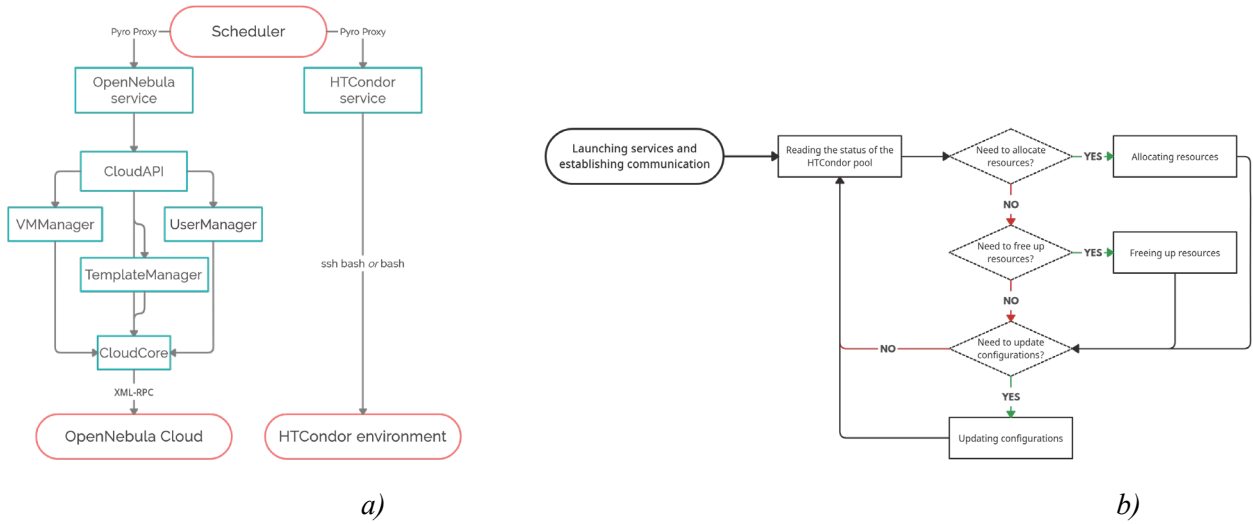 Scheduler
Pyro Proxy
Pyro Proxy
OpenNebula
service
HTCondor
service
CloudAPI
VMManager
UserManager
TemplateManager
ssh bash or bash
CloudCore
XML-RPC
OpenNebula Cloud
HTCondor environment
a)
Launching services and
establishing communication
Reading the status of the
HTCondor pool
Need to allocate
resources?
YES
Allocating resources
NO
Need to free up
resources?
YES
Freeing up resources
NO
Need to update
configurations?
NO
YES
Updating configurations
b)